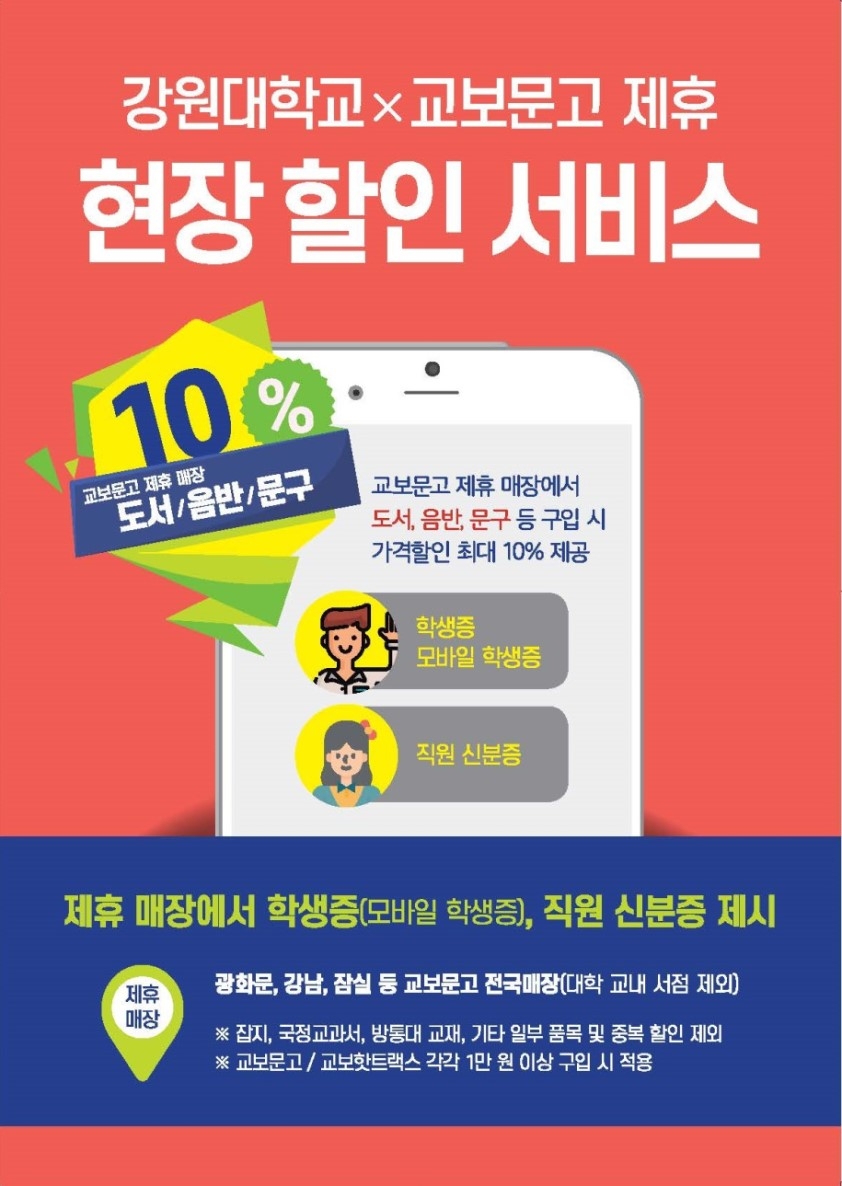 강원대학교×교보문고 제휴
현장 할인 서비스
10%
교보문고 제휴 매장
도서/음반/문구
교보문고 제휴 매장에서
도서, 음반, 문구 등 구입 시
가격할인 최대 10% 제공
학생증
모바일 학생증
직원 신분증
제휴 매장에서 학생증(모바일 학생증), 직원 신분증 제시
제휴
매장
광화문, 강남, 잠실 등 교보문고 전국매장(대학 교내 서점 제외)
※ 잡지, 국정교과서, 방통대 교재, 기타 일부 품목 및 중복 할인 제외
※ 교보문고 / 교보핫트랙스 각각 1만 원 이상 구입 시 적용